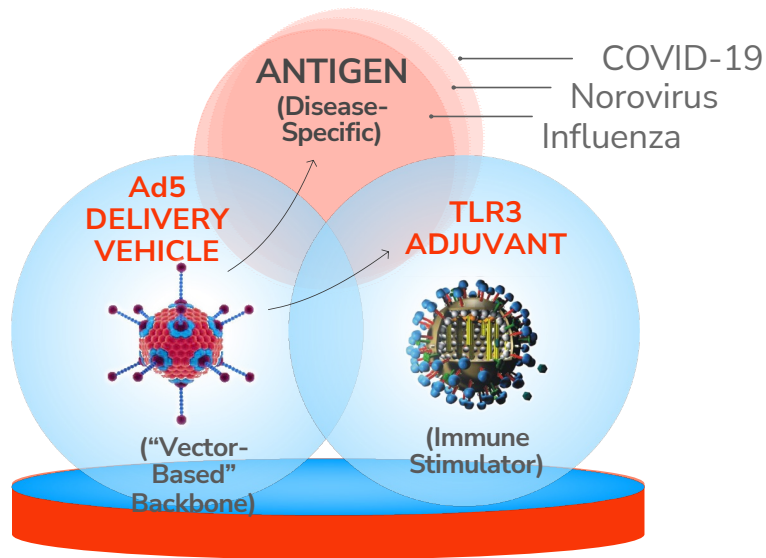 ANTIGEN
(Disease-
Specific)
COVID-19
Norovirus
Influenza
Ad5
DELIVERY
VEHICLE
TLR3
ADJUVANT
(“Vector-
Based”
Backbone)
(Immune
Stimulator)